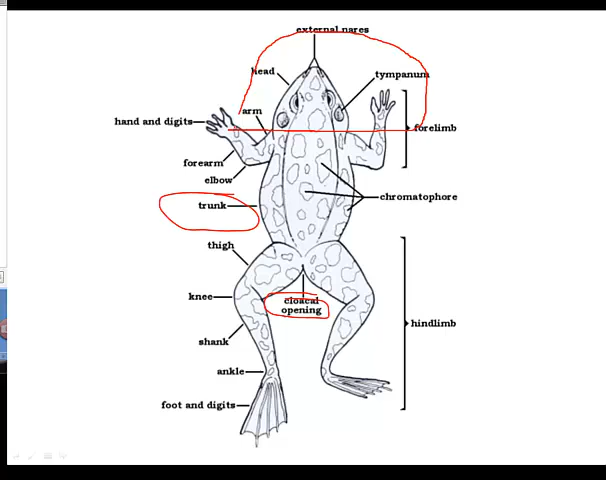 external nares
head
tympanum
arm
hand and digits
forelimb
forearm
elbow
chromatophore
trunk
thigh
knee
cloacal
opening
hindlimb
shank
ankle
foot and digits